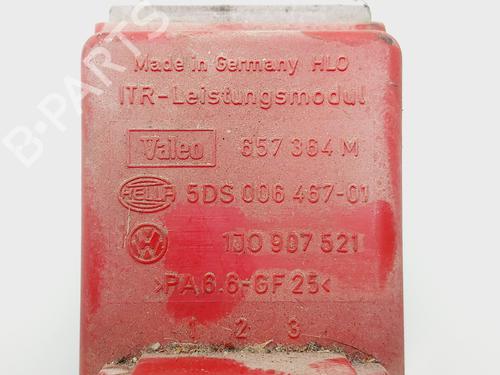 Made in Germany HLO
ITR-Leistungsmodul
Valeo 657 364 M
HELLA 5DS 006 467-01
VW 1J0 907 521
>PA6.6-GF25<
1 2 3
B-PARTS